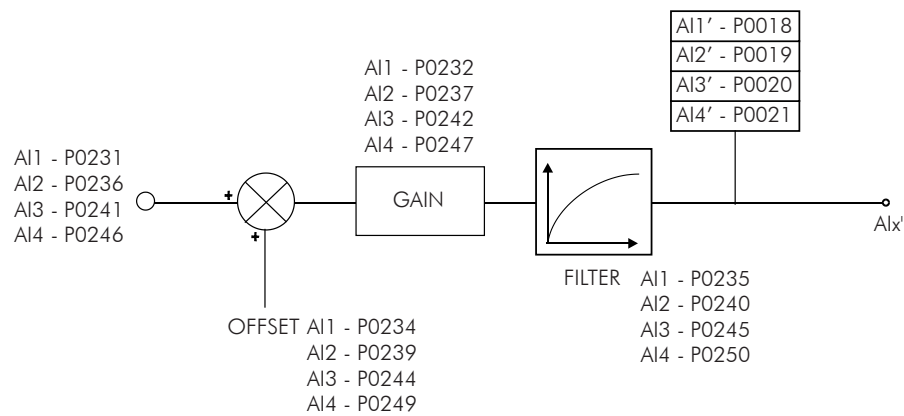 AI1' - P0018
AI2' - P0019
AI3' - P0020
AI4' - P0021
AI1 - P0232
AI2 - P0237
AI3 - P0242
AI4 - P0247
AI1 - P0231
AI2 - P0236
AI3 - P0241
AI4 - P0246
+
+
GAIN
AIx'
FILTER
AI1 - P0235
AI2 - P0240
AI3 - P0245
AI4 - P0250
OFFSET
AI1 - P0234
AI2 - P0239
AI3 - P0244
AI4 - P0249